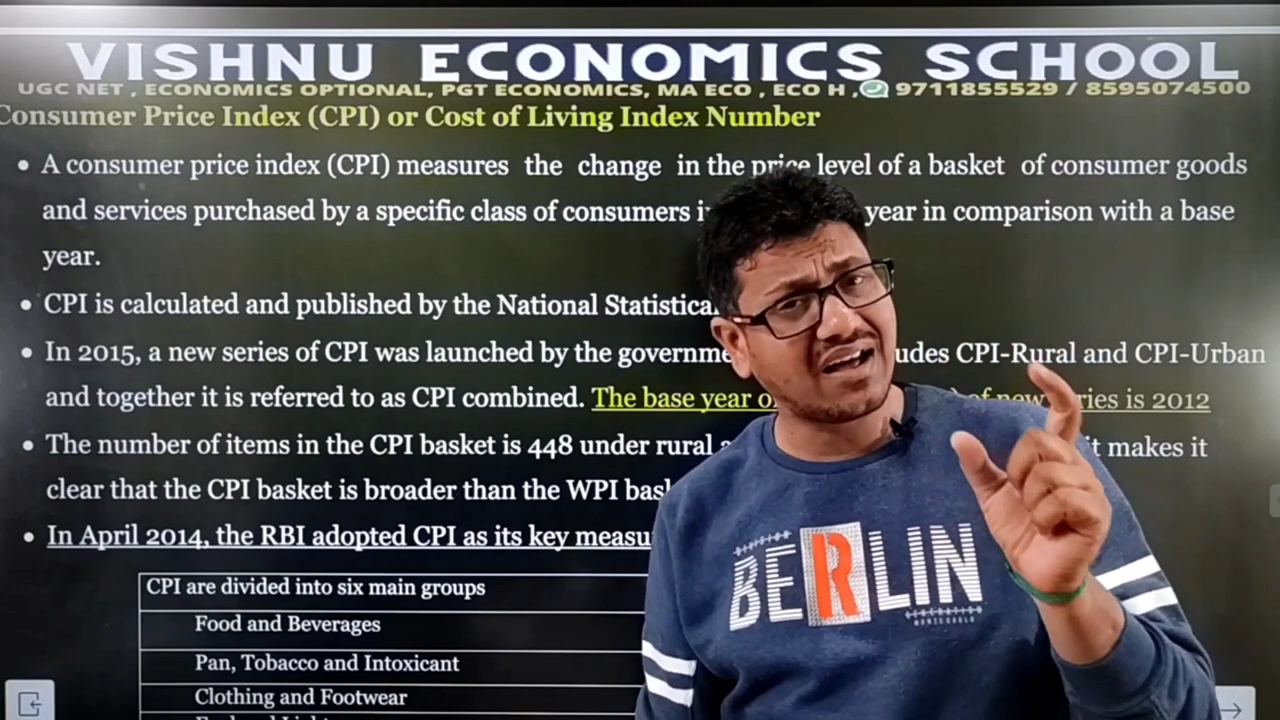 VISHNU ECONOMICS SCHOOL
UGC NET , ECONOMICS OPTIONAL, PGT ECONOMICS, MA ECO , ECO H , 9711855529 / 8595074500
Consumer Price Index (CPI) or Cost of Living Index Number
• A consumer price index (CPI) measures the change in the price level of a basket of consumer goods
and services purchased by a specific class of consumers year in comparison with a base
year.
• CPI is calculated and published by the National
• In 2015, a new series of CPI was launched by the CPI-Rural and CPI-Urban
and together it is referred to as CPI combined. The base year of new is 2012
• The number of items in the CPI basket is 448 under rural it makes it
clear that the CPI basket is broader than the WPI
• In April 2014, the RBI adopted CPI as its key
CPI are divided into six main groups
Food and Beverages
Pan, Tobacco and Intoxicant
Clothing and Footwear
BERLIN